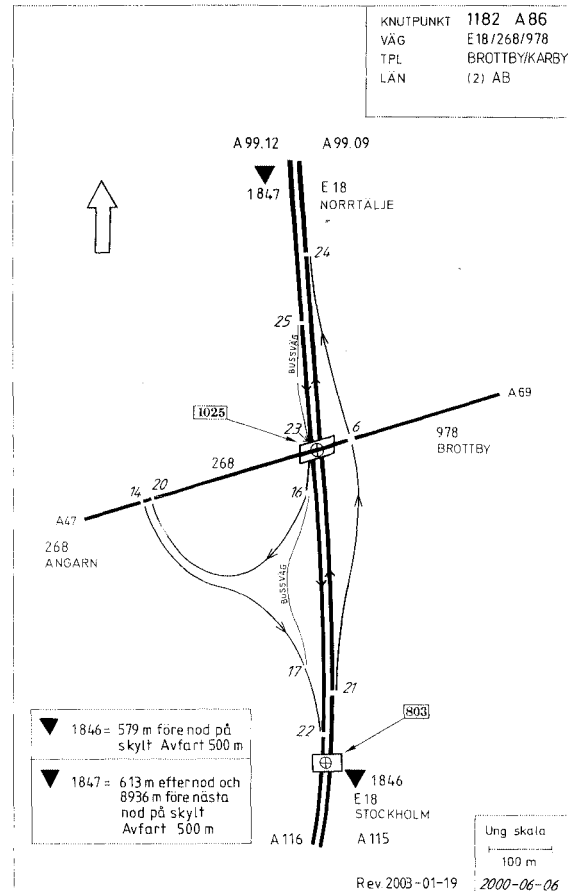 KNUTPUNKT 1182 A86
VÄG E18/268/978
TPL BROTTBY/KARBY
LÄN (2) AB
A99.12 A99.09
1847
E18
NORRTÄLJE
24
25
BUSSVÄG
A69
1025
23
6
978
BROTTBY
268
16
14 20
A47
268
ANGARN
BUSSVÄG
17
21
803
22
1846
E18
STOCKHOLM
A116 A115
1846 = 579 m före nod på
skylt Avfart 500 m
1847 = 613 m efter nod och
8936 m före nästa
nod på skylt
Avfart 500 m
Ung skala
100 m
Rev. 2003-01-19 2000-06-06